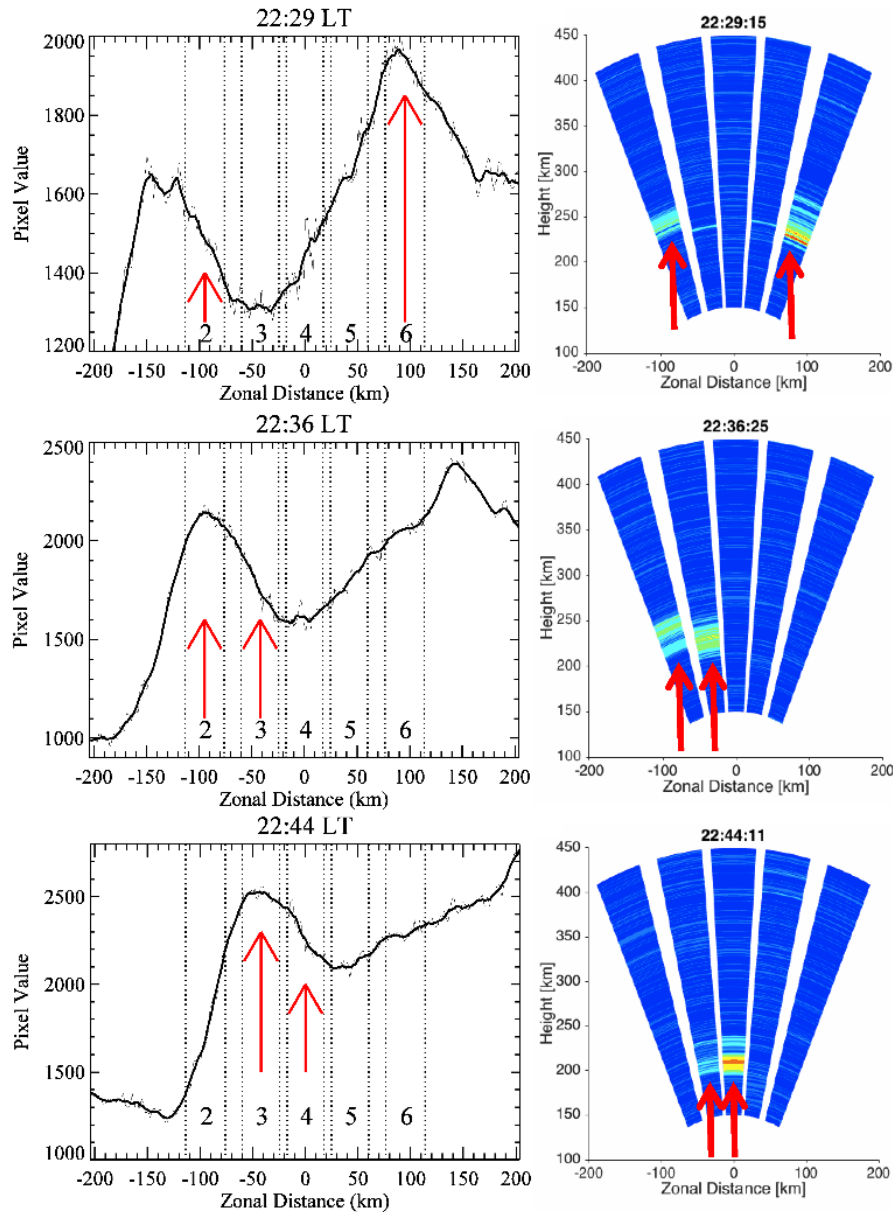 22:29 LT
2000
1800
1600
1400
1200
Pixel Value
2 3 4 5 6
-200 -150 -100 -50 0 50 100 150 200
Zonal Distance (km)
22:29:15
450
400
350
300
250
200
150
100
Height [km]
-200 -100 0 100 200
Zonal Distance [km]
22:36 LT
2500
2000
1500
1000
Pixel Value
2 3 4 5 6
-200 -150 -100 -50 0 50 100 150 200
Zonal Distance (km)
22:36:25
450
400
350
300
250
200
150
100
Height [km]
-200 -100 0 100 200
Zonal Distance [km]
22:44 LT
2500
2000
1500
1000
Pixel Value
2 3 4 5 6
-200 -150 -100 -50 0 50 100 150 200
Zonal Distance (km)
22:44:11
450
400
350
300
250
200
150
100
Height [km]
-200 -100 0 100 200
Zonal Distance [km]